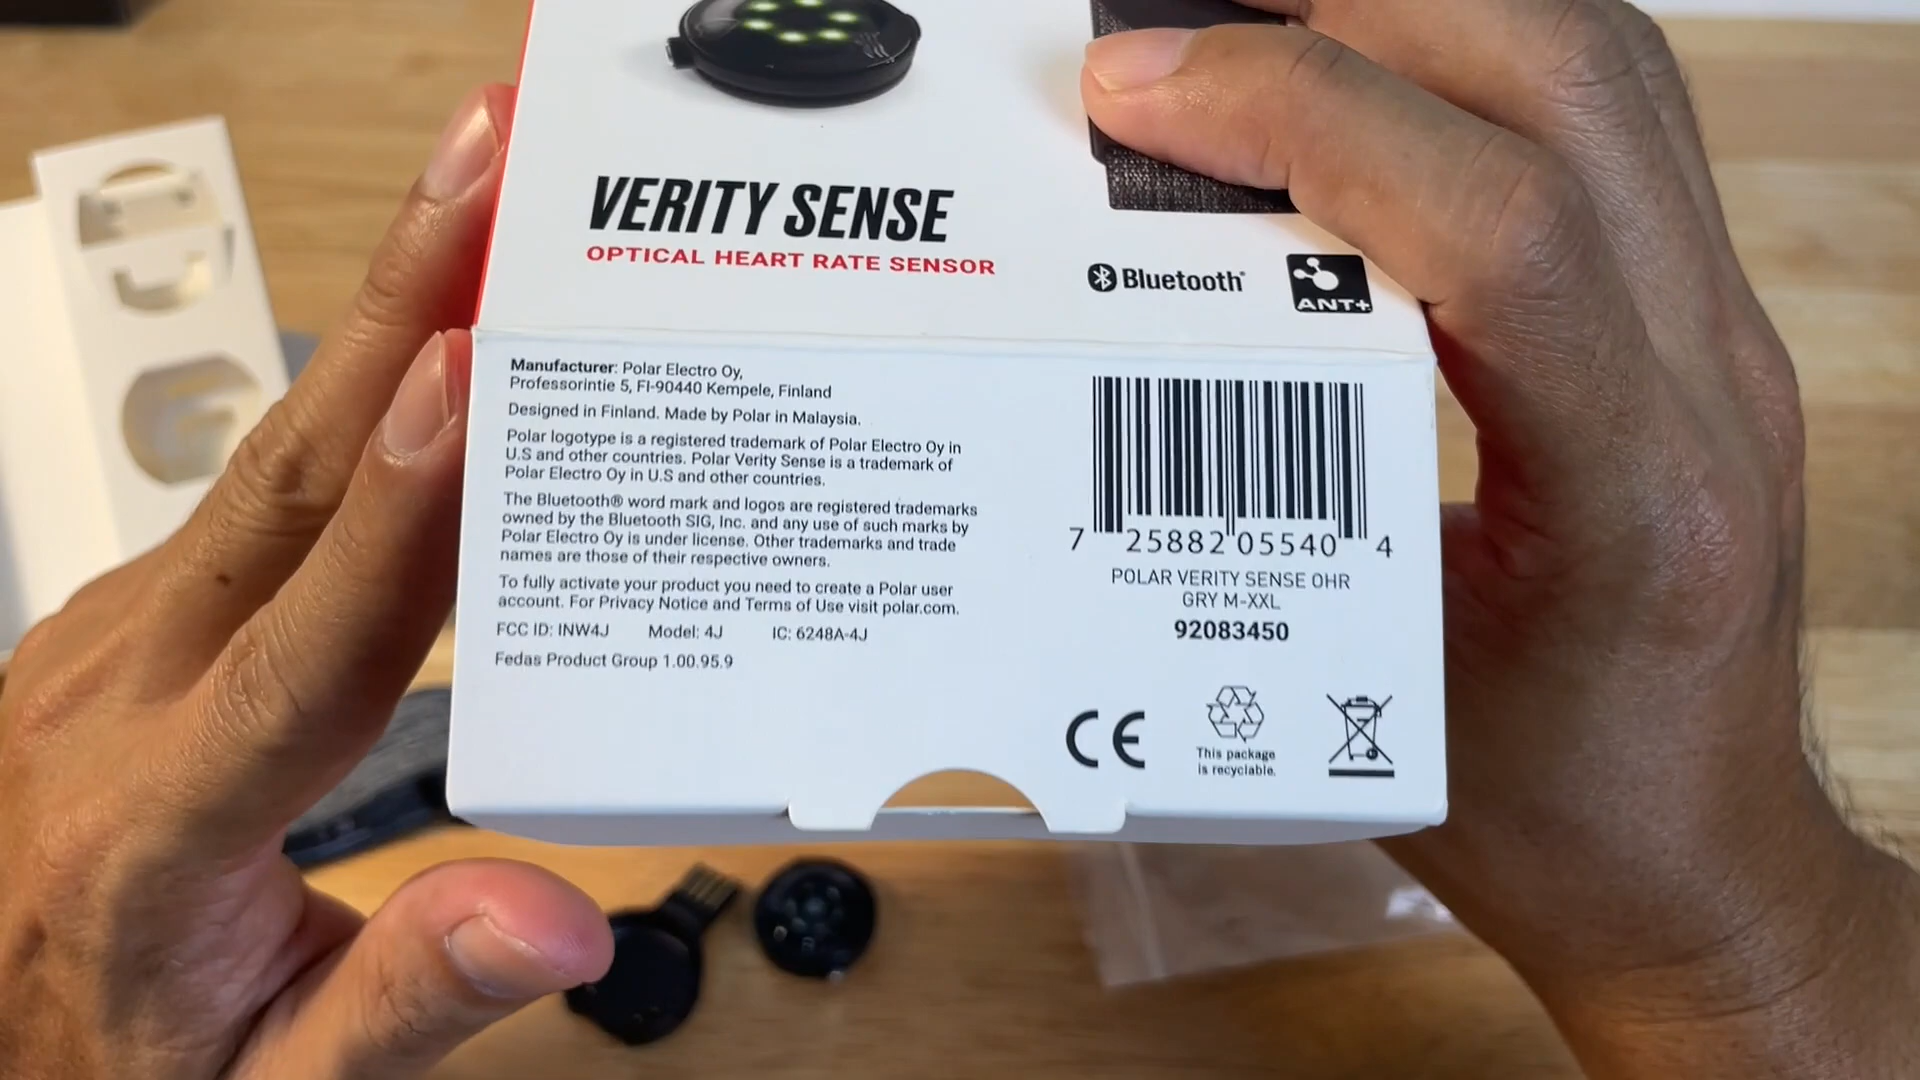 VERITY SENSE
OPTICAL HEART RATE SENSOR
Bluetooth®
ANT+
Manufacturer: Polar Electro Oy,
Professorintie 5, FI-90440 Kempele, Finland
Designed in Finland. Made by Polar in Malaysia.
Polar logotype is a registered trademark of Polar Electro Oy in
U.S and other countries. Polar Verity Sense is a trademark of
Polar Electro Oy in U.S and other countries.
The Bluetooth® word mark and logos are registered trademarks
owned by the Bluetooth SIG, Inc. and any use of such marks by
Polar Electro Oy is under license. Other trademarks and trade
names are those of their respective owners.
To fully activate your product you need to create a Polar user
account. For Privacy Notice and Terms of Use visit polar.com.
FCC ID: INW4J Model: 4J IC: 6248A-4J
Fedas Product Group 1.00.95.9
7 25882 05540 4
POLAR VERITY SENSE OHR
GRY M-XXL
92083450
CE
This package
is recyclable.